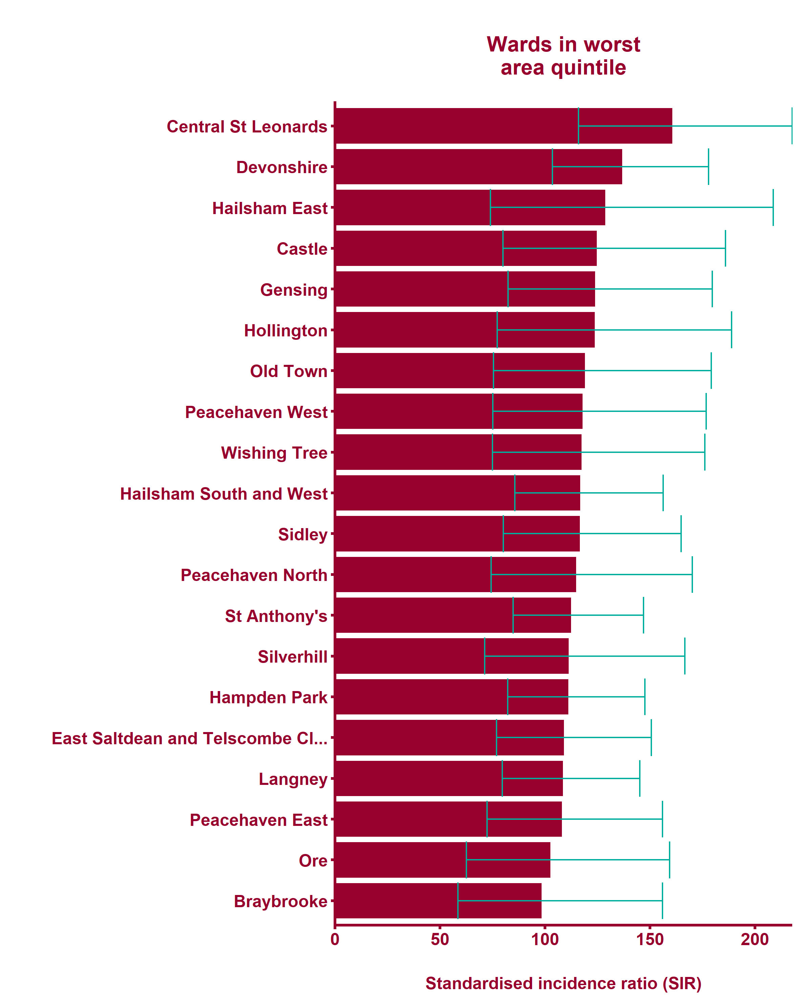 Wards in worst
area quintile
Central St Leonards
Devonshire
Hailsham East
Castle
Gensing
Hollington
Old Town
Peacehaven West
Wishing Tree
Hailsham South and West
Sidley
Peacehaven North
St Anthony's
Silverhill
Hampden Park
East Saltdean and Telscombe Cl...
Langney
Peacehaven East
Ore
Braybrooke
0 50 100 150 200
Standardised incidence ratio (SIR)